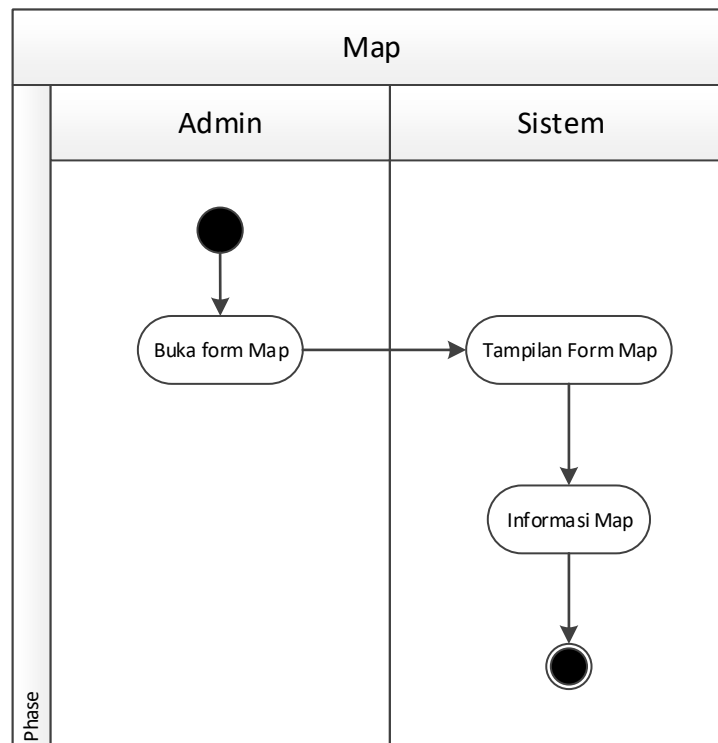 Map
Admin
Sistem
Buka form Map
Tampilan Form Map
Informasi Map
Phase